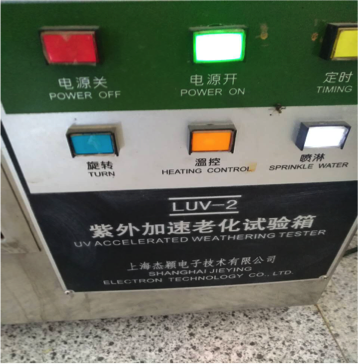 电源关
POWER OFF
电源开
POWER ON
定时
TIMING
旋转
TURN
温控
HEATING CONTROL
喷淋
SPRINKLE WATER
LUV-2
紫外加速老化试验箱
UV ACCELERATED WEATHERING TESTER
上海杰颖电子技术有限公司
SHANGHAI JIEYING
ELECTRON TECHNOLOGY CO., LTD.